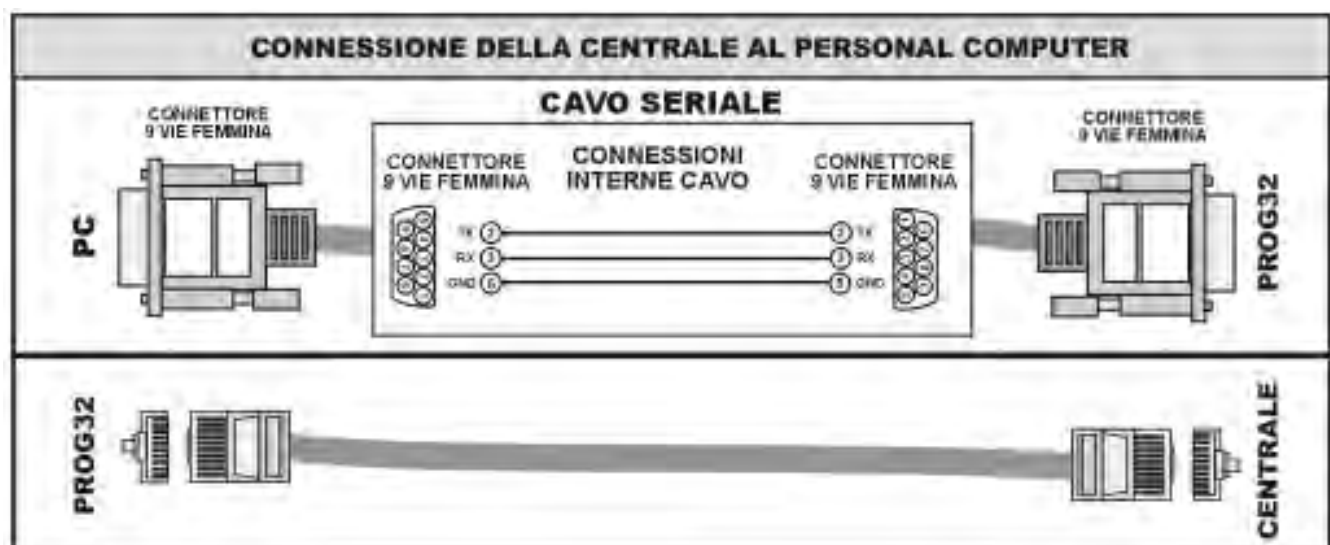 CONNESSIONE DELLA CENTRALE AL PERSONAL COMPUTER
CAVO SERIALE
CONNETTORE
9 VIE FEMMINA
CONNETTORE
9 VIE FEMMINA
CONNETTORE
9 VIE FEMMINA
CONNESSIONI
INTERNE CAVO
CONNETTORE
9 VIE FEMMINA
PC
TX 2
2 TX
RX 3
3 RX
GND
5 GND
PROG32
PROG32
CENTRALE